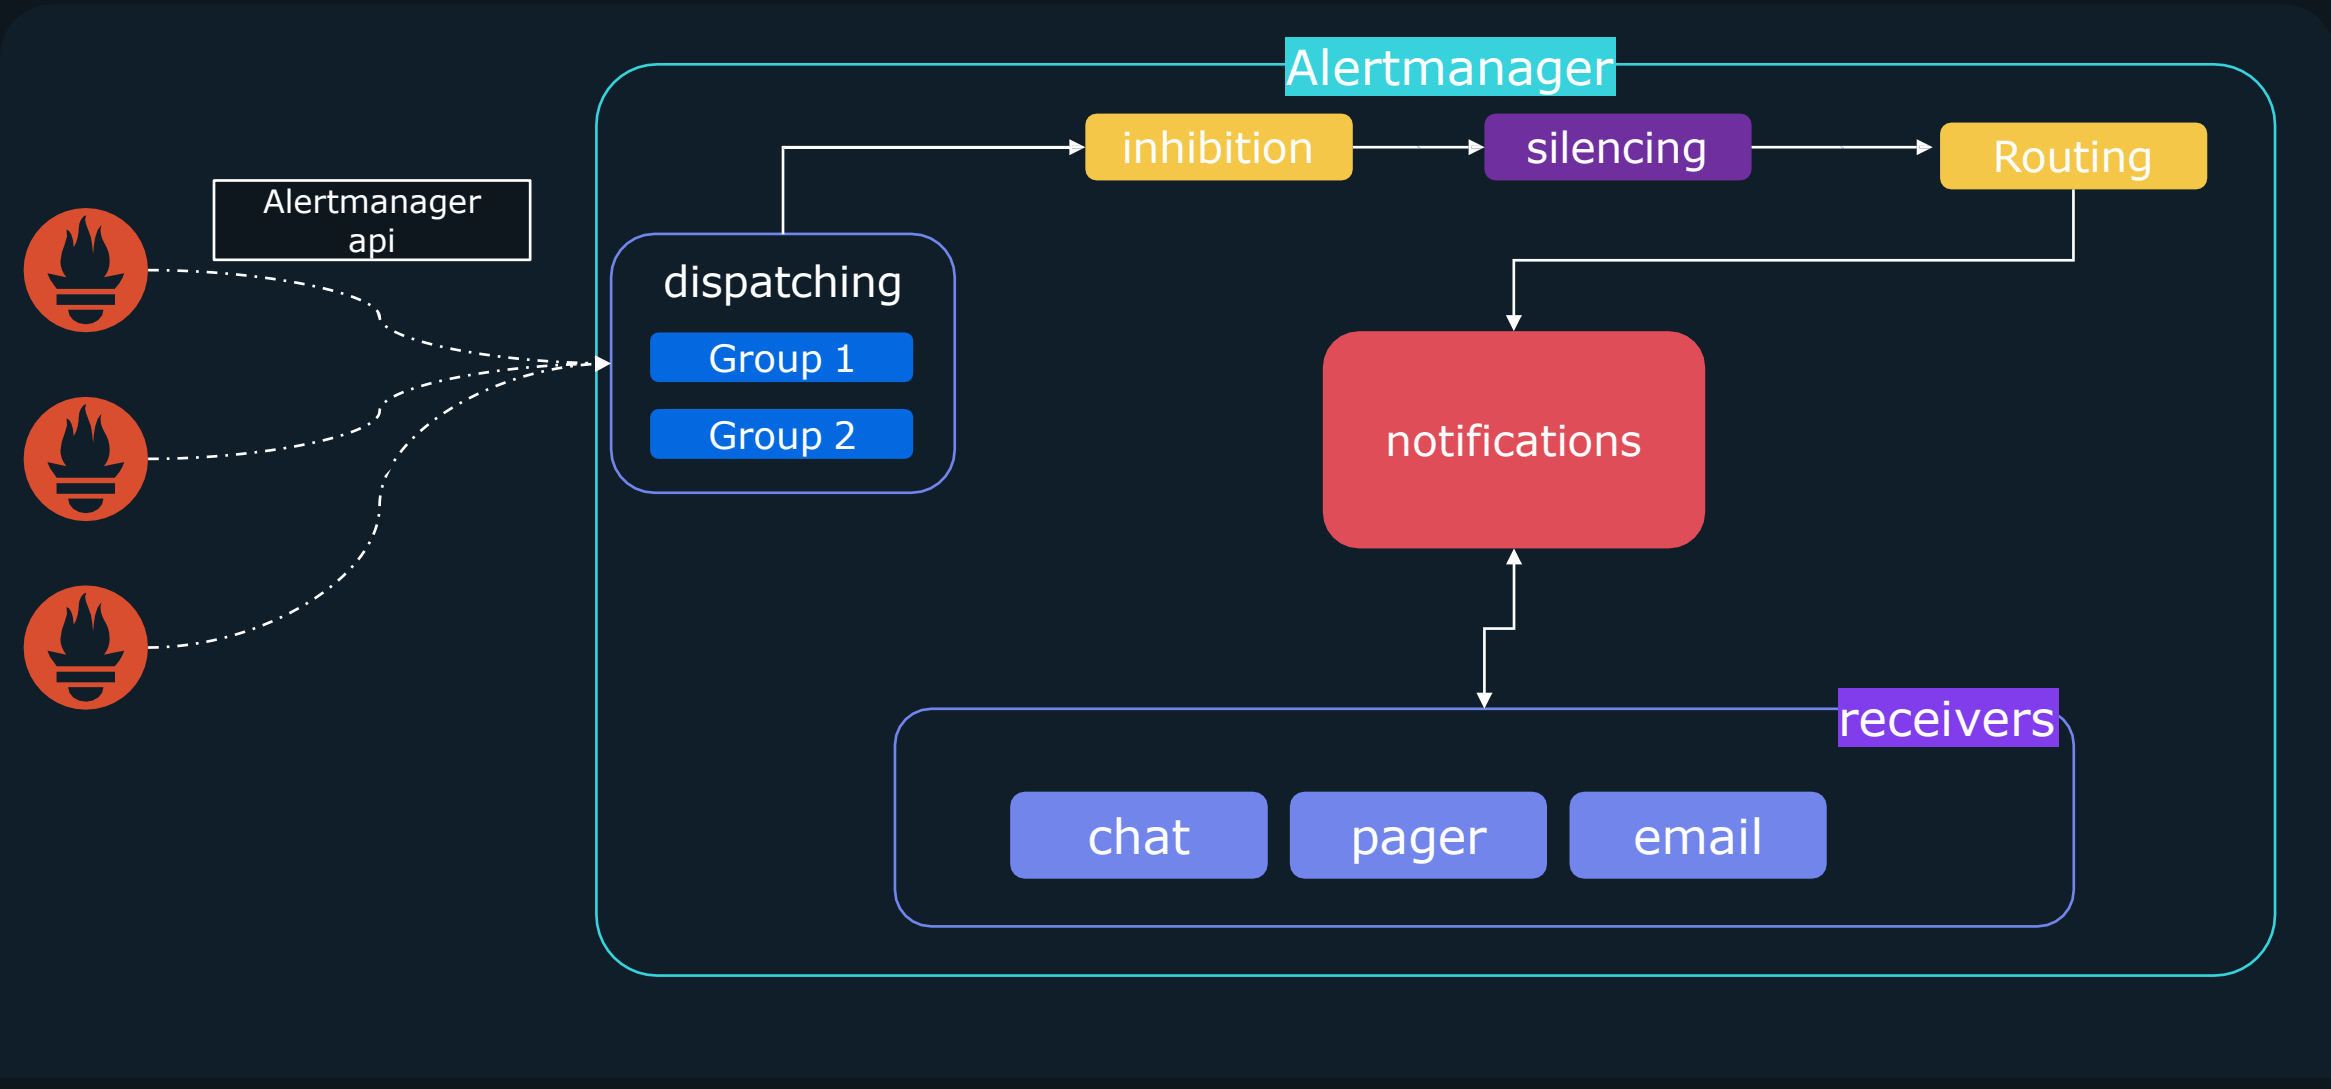 Alertmanager
inhibition
silencing
Routing
Alertmanager
api
dispatching
Group 1
Group 2
notifications
receivers
chat
pager
email